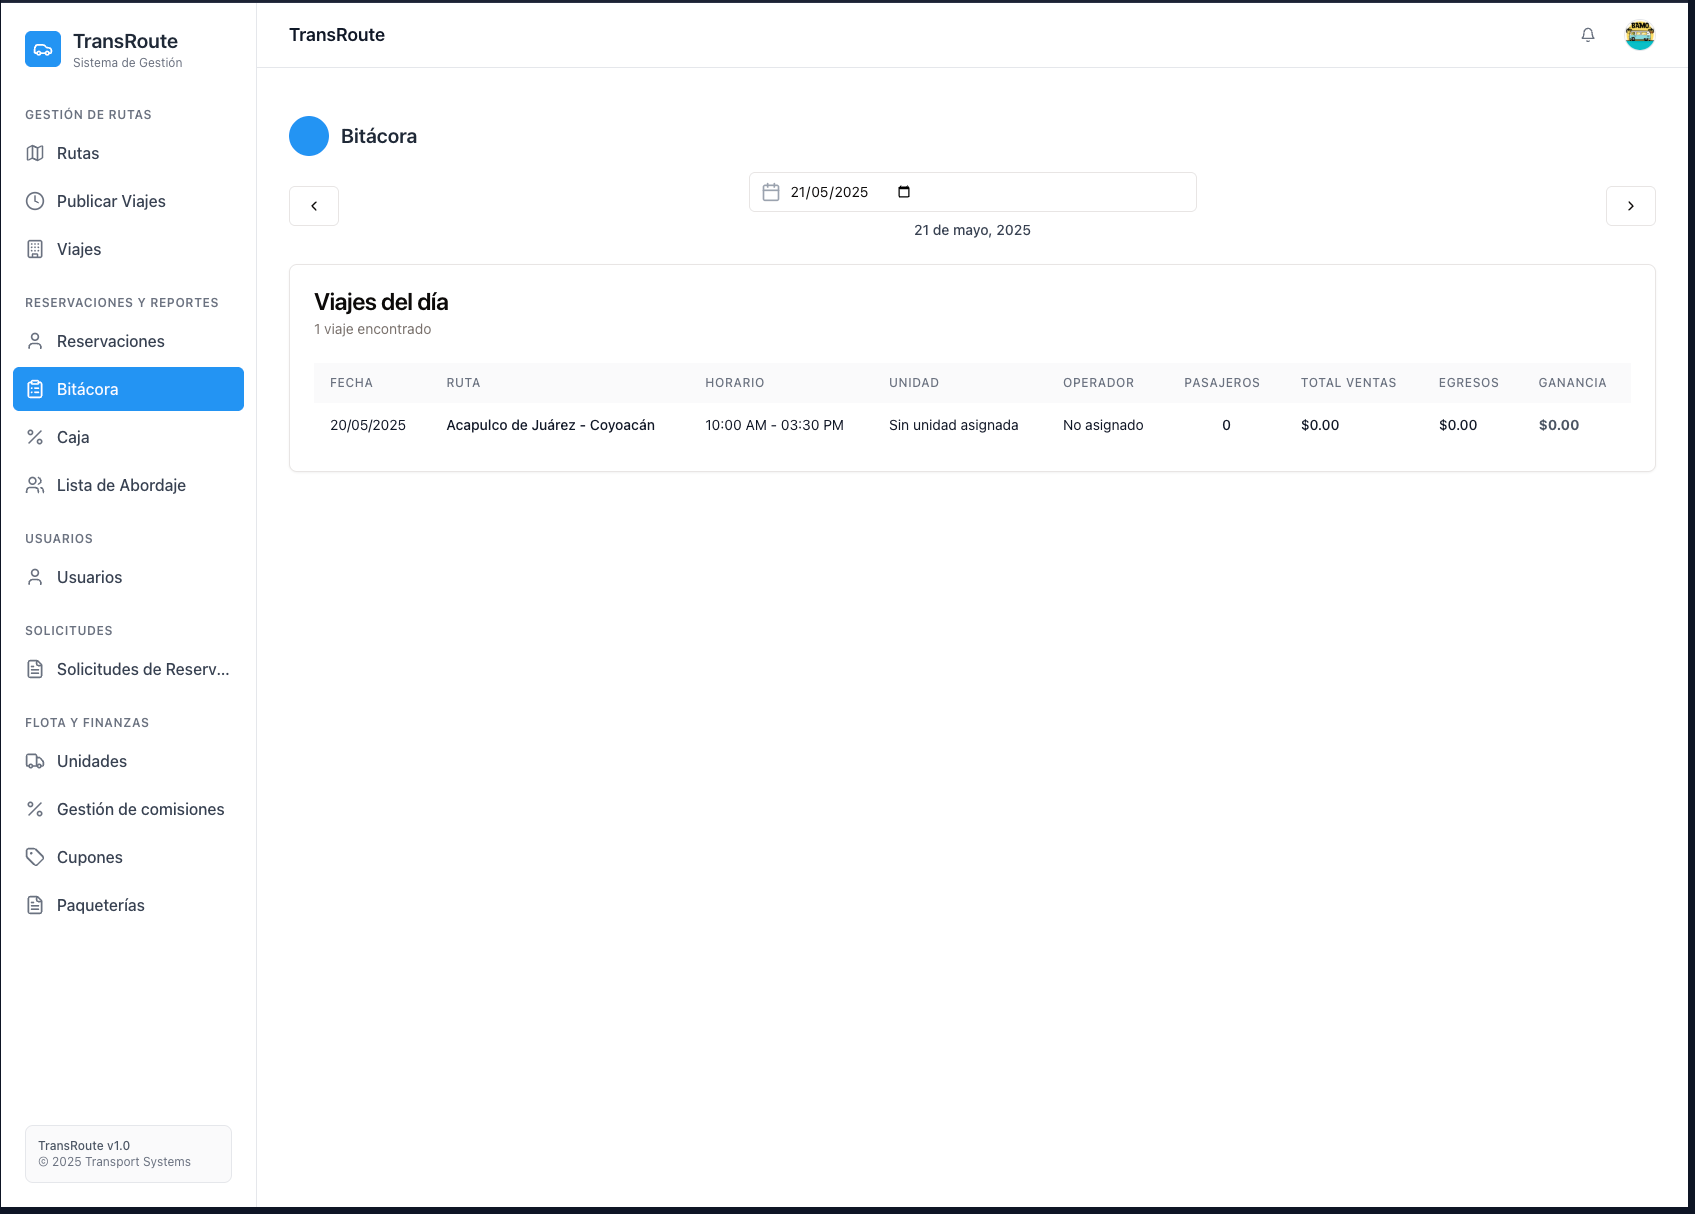 TransRoute
Sistema de Gestión
GESTIÓN DE RUTAS
Rutas
Publicar Viajes
Viajes
RESERVACIONES Y REPORTES
Reservaciones
Bitácora
Caja
Lista de Abordaje
USUARIOS
Usuarios
SOLICITUDES
Solicitudes de Reserv...
FLOTA Y FINANZAS
Unidades
Gestión de comisiones
Cupones
Paqueterías
TransRoute v1.0
© 2025 Transport Systems
TransRoute
BAMO
Bitácora
21/05/2025
21 de mayo, 2025
Viajes del día
1 viaje encontrado
FECHA RUTA HORARIO UNIDAD OPERADOR PASAJEROS TOTAL VENTAS EGRESOS GANANCIA
20/05/2025 Acapulco de Juárez - Coyoacán 10:00 AM - 03:30 PM Sin unidad asignada No asignado 0 $0.00 $0.00 $0.00